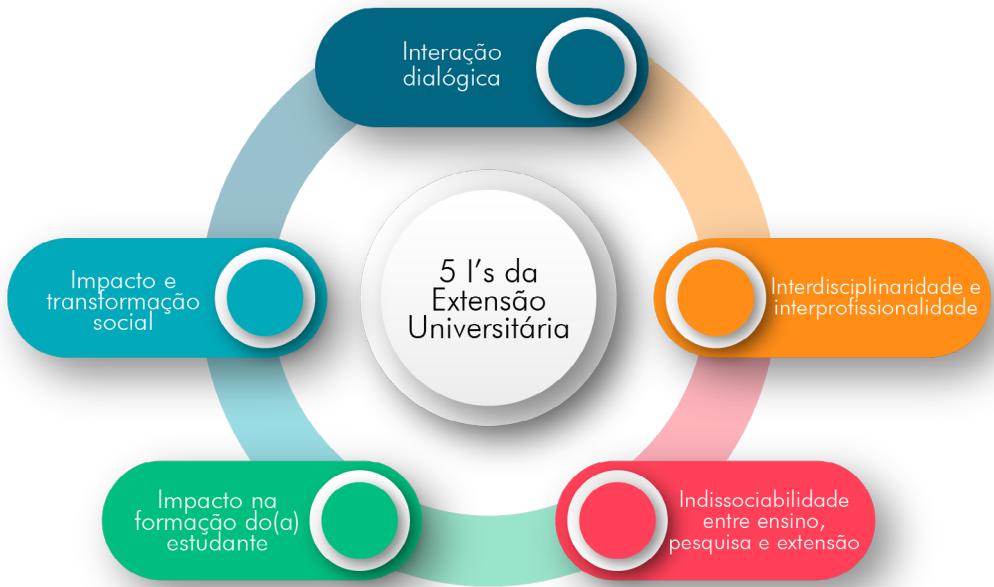 Interação
dialógica
Impacto e
transformação
social
5 I's da
Extensão
Universitária
Interdisciplinaridade e
interprofissionalidade
Impacto na
formação do(a)
estudante
Indissociabilidade
entre ensino,
pesquisa e extensão